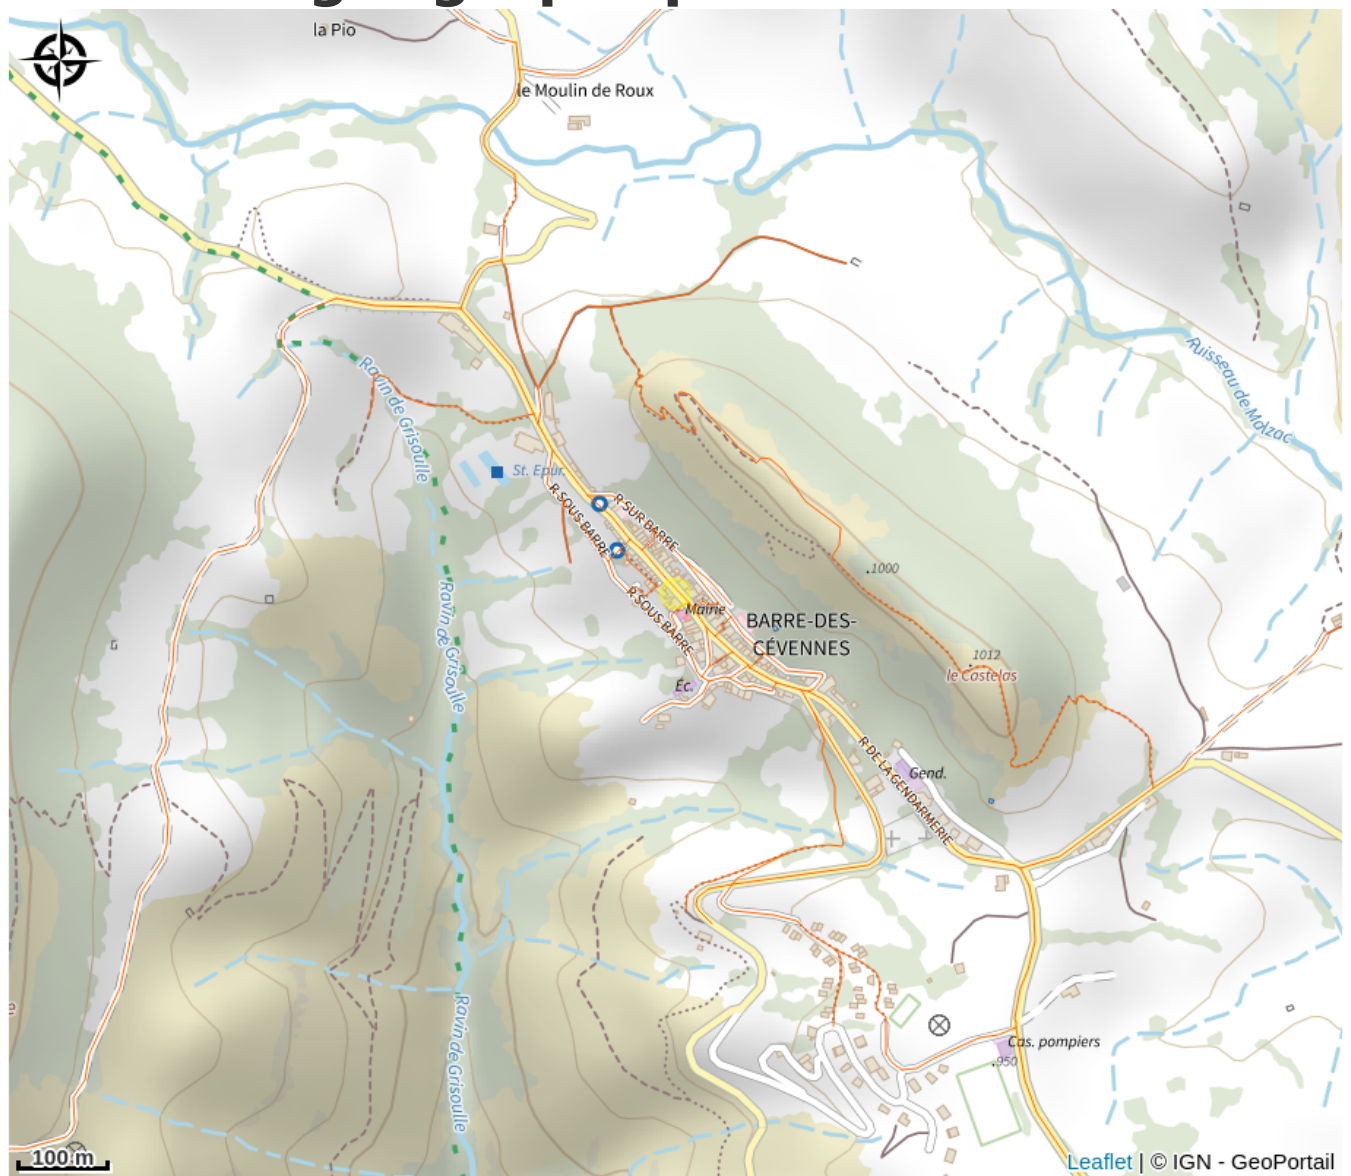 la Pio
le Moulin de Roux
Ruisseau de Malzac
Ravin de Grisoulle
St. Epur.
R SOUS BARRE
R SUR BARRE
.1000
Ravin de Grisoulle
R SOUS BARRE
Mairie
BARRE-DES-
CÉVENNES
.1012
le Castelas
Éc.
R DE LA GENDARMERIE
Gend.
Ravin de Grisoulle
Cas. pompiers
.950
100 m
Leaflet | © IGN - GeoPortail